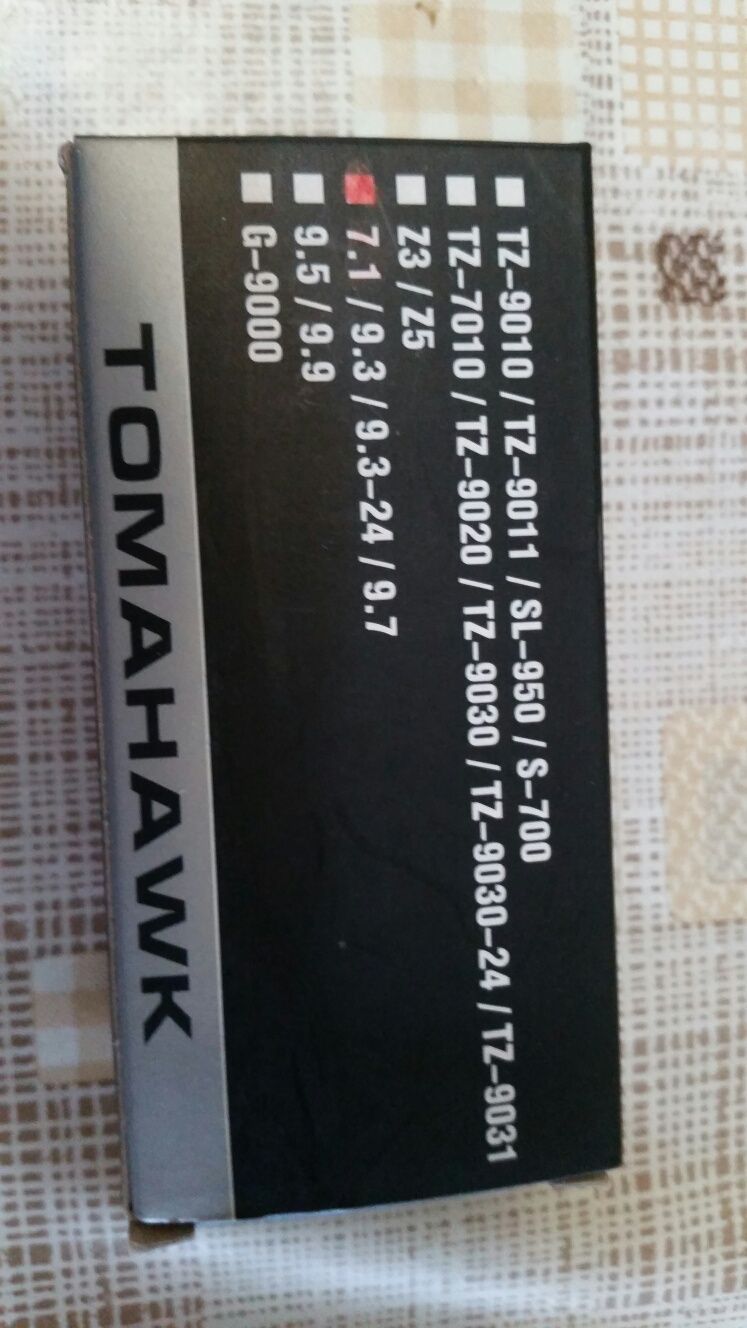 TZ-9010 / TZ-9011 / SL-950 / S-700
TZ-7010 / TZ-9020 / TZ-9030 / TZ-9030-24 / TZ-9031
Z3 / Z5
7.1 / 9.3 / 9.3-24 / 9.7
9.5 / 9.9
G-9000
TOMAHAWK